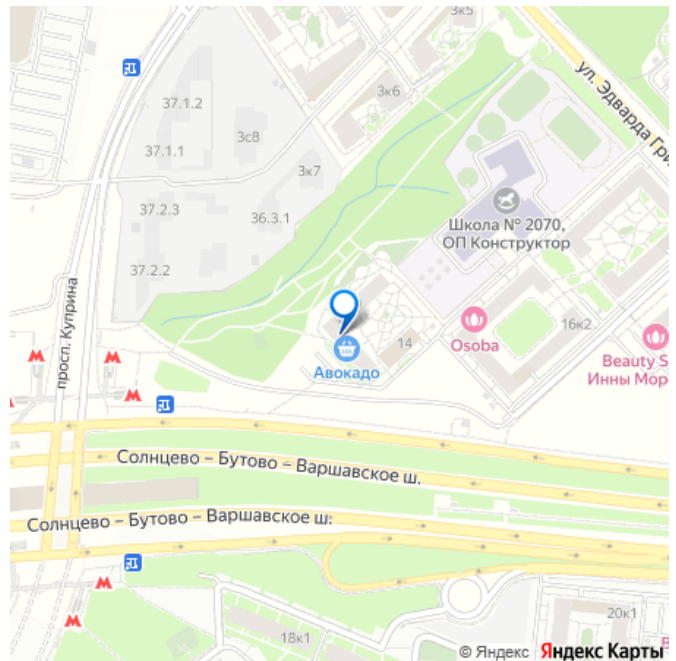 3к5
3к6
ул. Эдварда Гри
37.1.2
3с8
37.1.1
3к7
37.2.3
36.3.1
Школа № 2070,
ОП Конструктор
37.2.2
просп. Куприна
14
16к2
Osoba
Авокадо
Beauty S
Инны Мор
Солнцево – Бутово – Варшавское ш.
Солнцево – Бутово – Варшавское ш.
20к1
18к1
© Яндекс Яндекс Карты